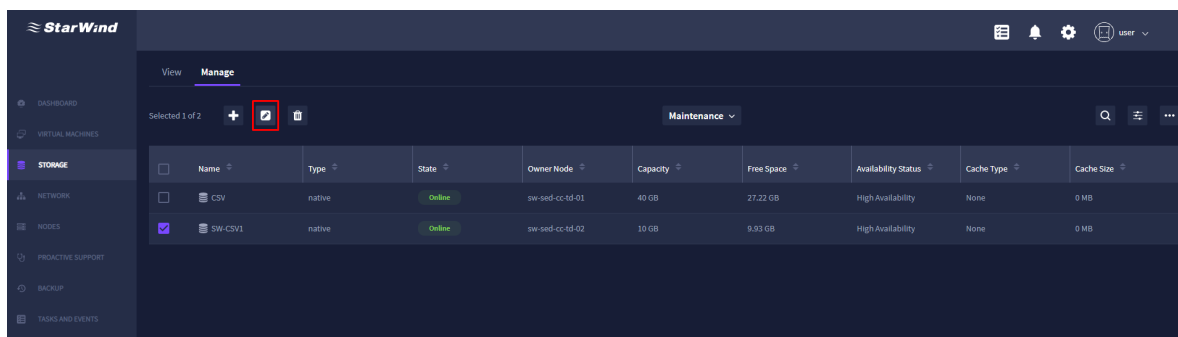 StarWind
user
View Manage
DASHBOARD
Selected 1 of 2 Maintenance
VIRTUAL MACHINES
STORAGE
Name Type State Owner Node Capacity Free Space Availability Status Cache Type Cache Size
NETWORK
CSV native Online sw-sed-cc-td-01 40 GB 27.22 GB High Availability None 0 MB
NODES
SW-CSV1 native Online sw-sed-cc-td-02 10 GB 9.93 GB High Availability None 0 MB
PROACTIVE SUPPORT
BACKUP
TASKS AND EVENTS